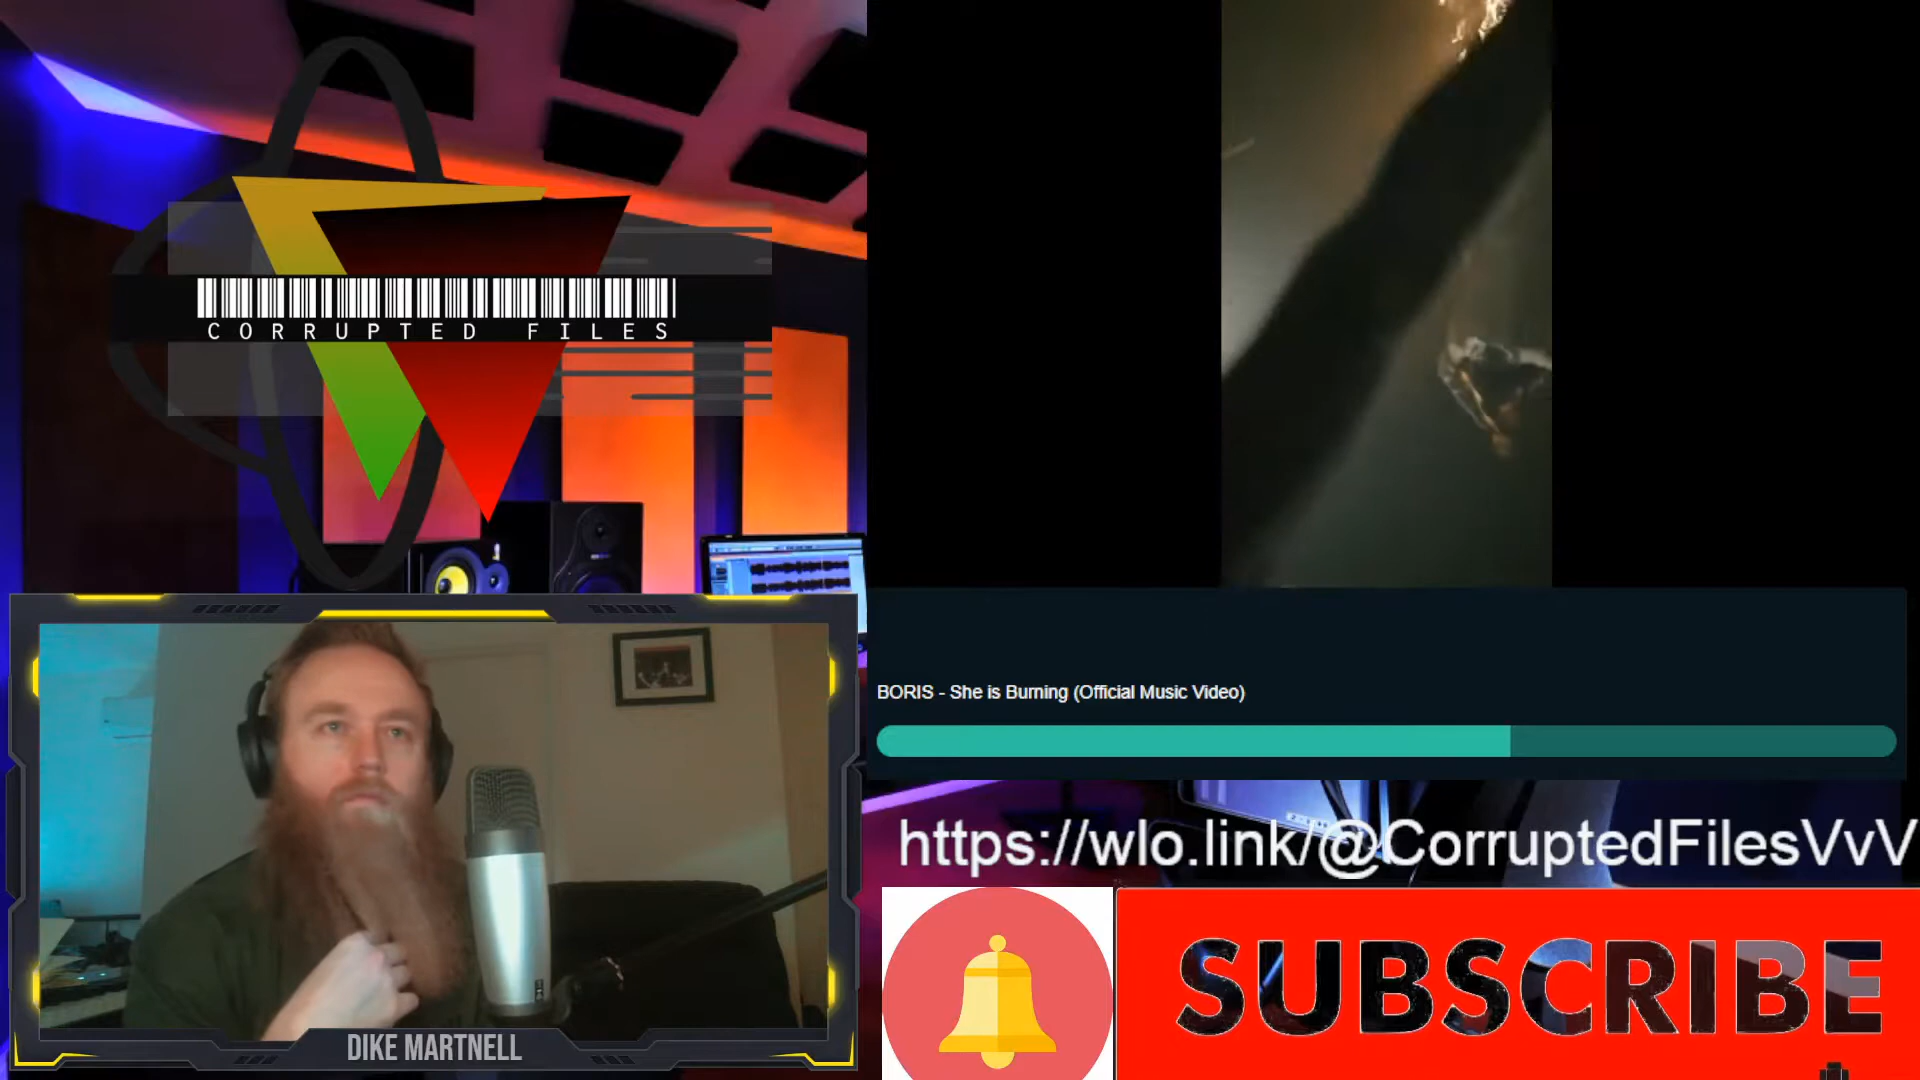 CORRUPTED FILES
BORIS - She is Burning (Official Music Video)
https://wlo.link/@CorruptedFilesVvV
SUBSCRIBE
DIKE MARTNELL